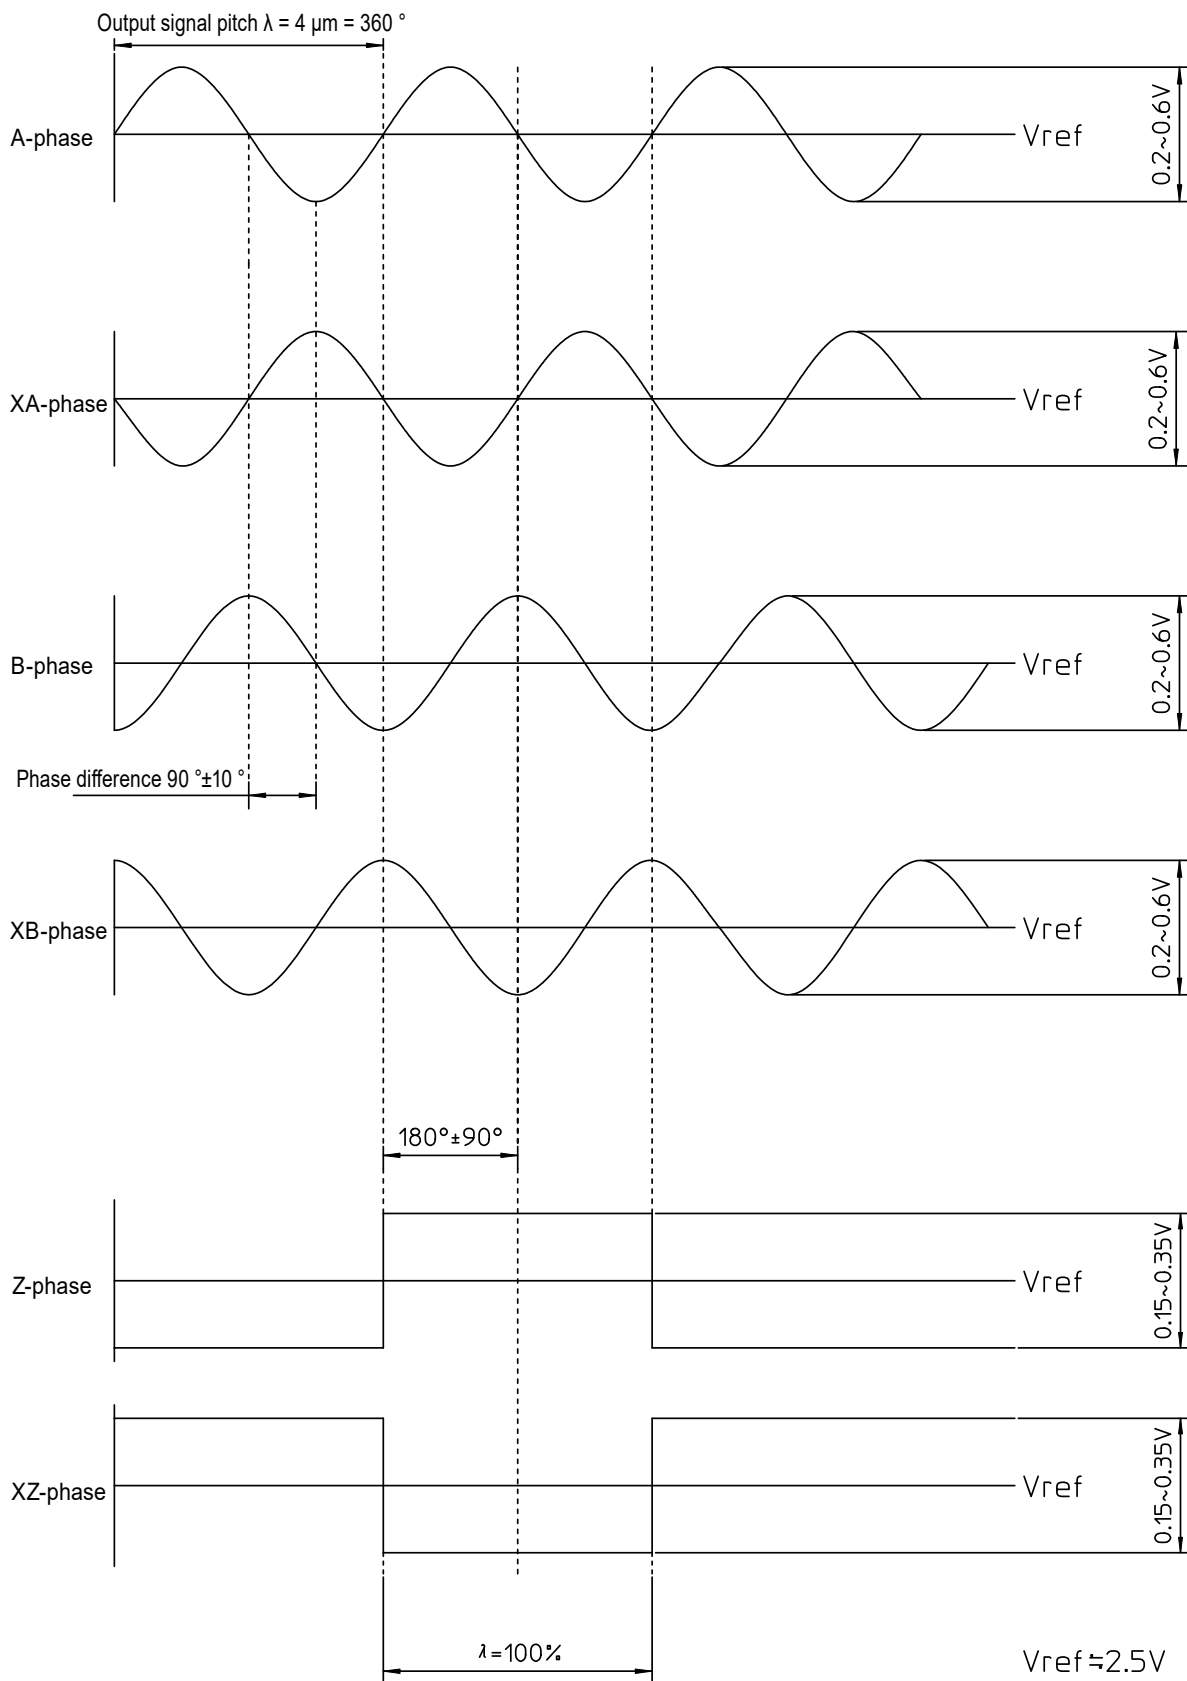 Output signal pitch λ = 4 µm = 360 °
A-phase
Vref
0.2~0.6V
XA-phase
Vref
0.2~0.6V
B-phase
Vref
0.2~0.6V
Phase difference 90 °±10 °
XB-phase
Vref
0.2~0.6V
180°±90°
Z-phase
Vref
0.15~0.35V
XZ-phase
Vref
0.15~0.35V
λ=100%
Vref≒2.5V